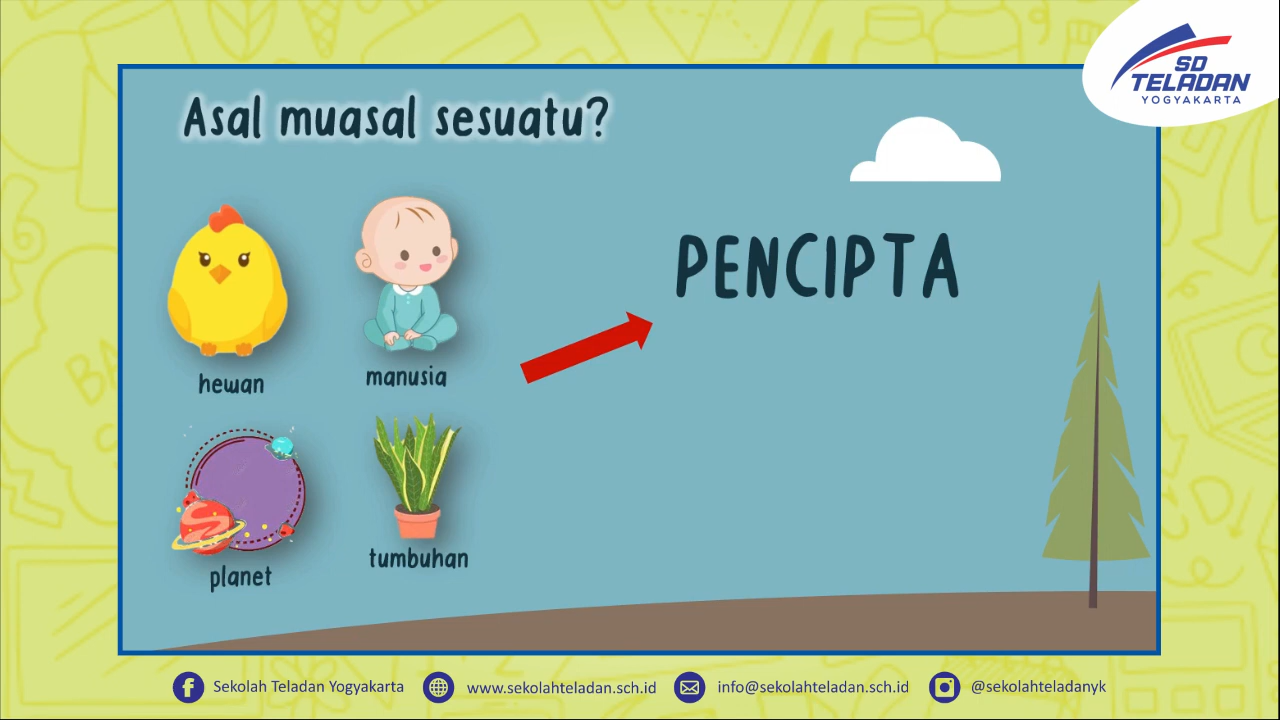 SD
TELADAN
YOGYAKARTA
Asal muasal sesuatu?
PENCIPTA
hewan
manusia
planet
tumbuhan
Sekolah Teladan Yogyakarta
www.sekolahteladan.sch.id
info@sekolahteladan.sch.id
@sekolahteladanyk